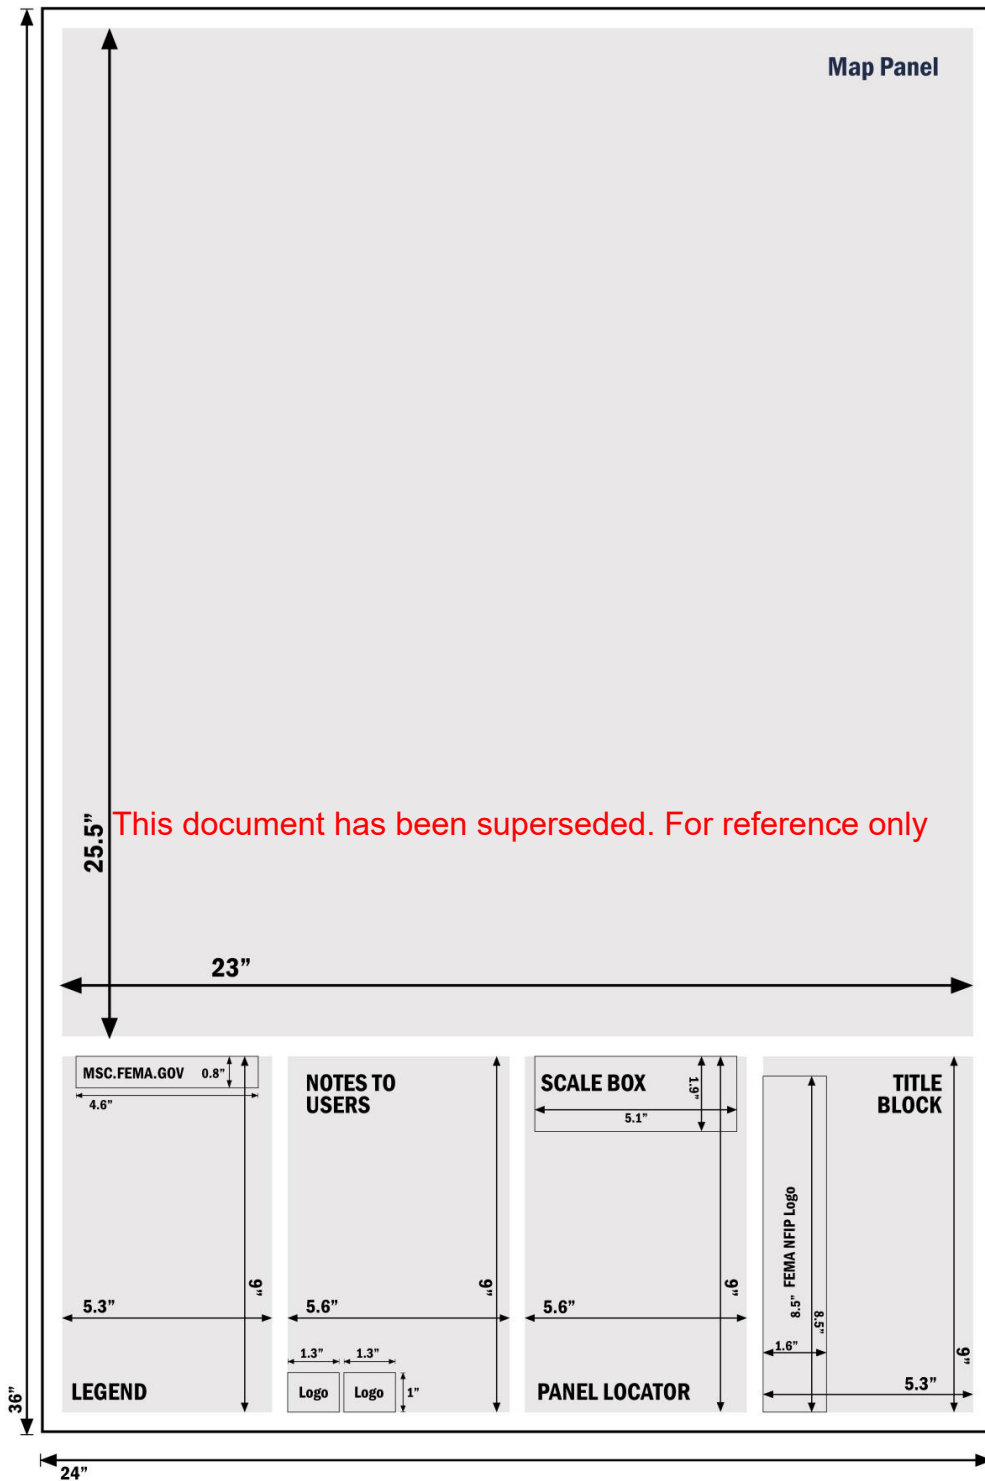 Map Panel
25.5”
This document has been superseded. For reference only
23”
MSC.FEMA.GOV
0.8”
4.6”
9”
5.3”
LEGEND
NOTES TO
USERS
9”
5.6”
1.3”
1.3”
Logo
Logo
1”
SCALE BOX
1.9”
5.1”
9”
5.6”
PANEL LOCATOR
TITLE
BLOCK
8.5” FEMA NFIP Logo
8.5”
1.6”
9”
5.3”
36”
24”